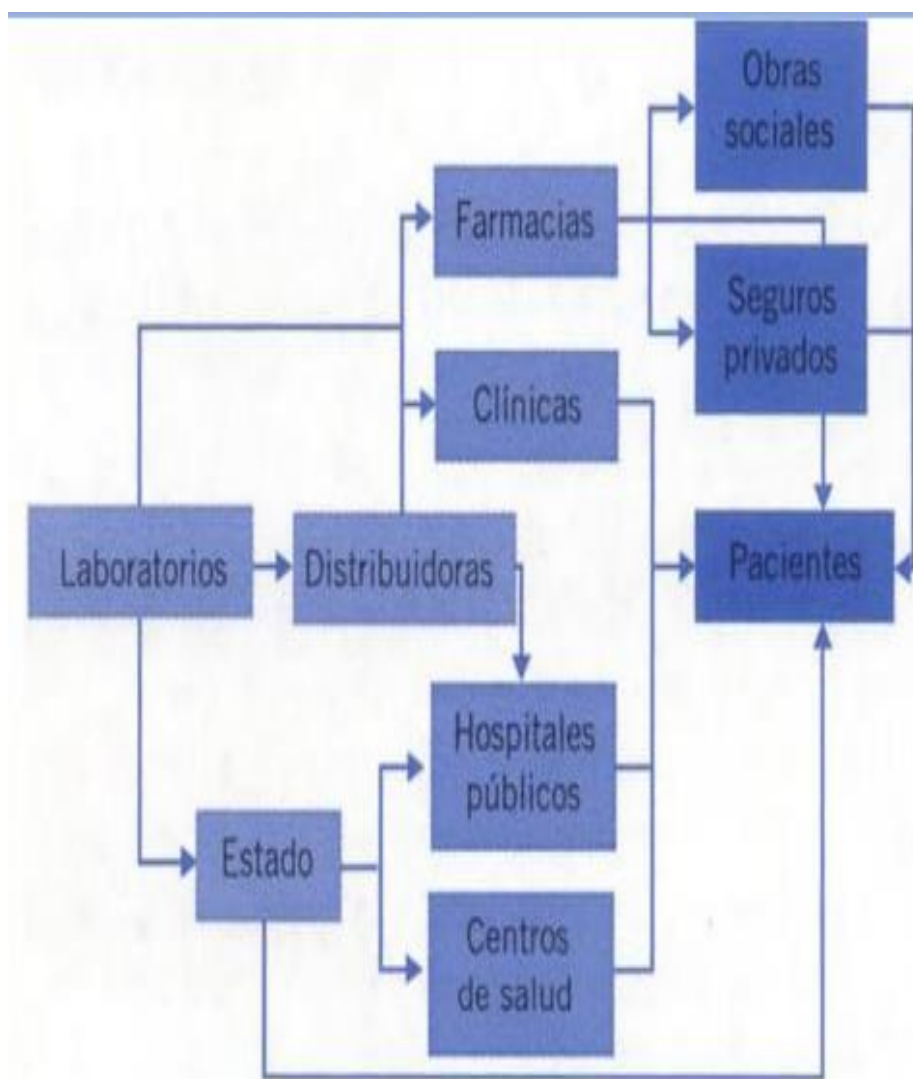 Obras
sociales
Farmacias
Seguros
privados
Clínicas
Laboratorios
Distribuidoras
Pacientes
Hospitales
públicos
Estado
Centros
de salud